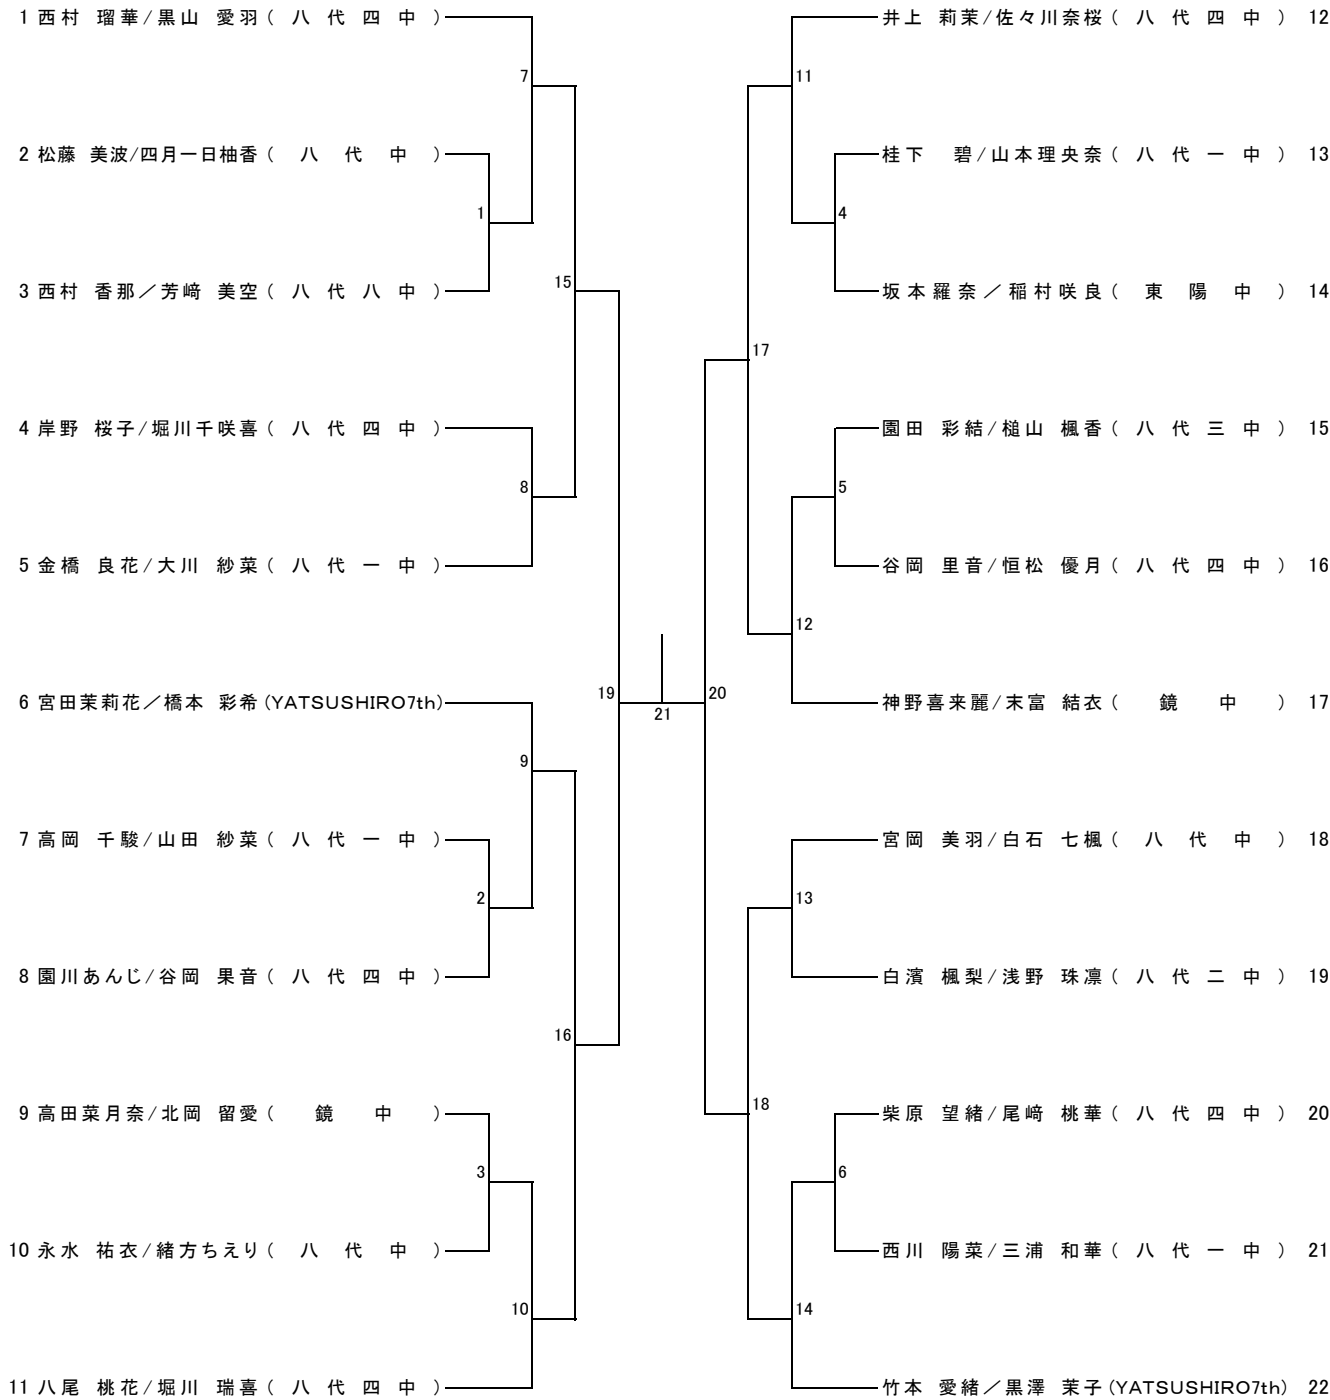 1 西村 瑠華/黒山 愛羽 ( 八代四中 )
7
2 松藤 美波/四月一日柚香 ( 八代中 )
1
3 西村 香那／芳﨑 美空 ( 八代八中 )
15
4 岸野 桜子/堀川千咲喜 ( 八代四中 )
8
5 金橋 良花/大川 紗菜 ( 八代一中 )
6 宮田茉莉花／橋本 彩希 (YATSUSHIRO7th)
19
9
7 高岡 千駿/山田 紗菜 ( 八代一中 )
2
8 園川あんじ/谷岡 果音 ( 八代四中 )
16
9 高田菜月奈/北岡 留愛 ( 鏡中 )
3
10 永水 祐衣/緒方ちえり ( 八代中 )
10
11 八尾 桃花/堀川 瑞喜 ( 八代四中 )
21
井上 莉茉/佐々川奈桜 ( 八代四中 ) 12
11
桂下 碧/山本理央奈 ( 八代一中 ) 13
4
坂本羅奈／稲村咲良 ( 東陽中 ) 14
17
園田 彩結/槌山 楓香 ( 八代三中 ) 15
5
谷岡 里音/恒松 優月 ( 八代四中 ) 16
12
神野喜来麗/末富 結衣 ( 鏡中 ) 17
20
宮岡 美羽/白石 七楓 ( 八代中 ) 18
13
白濱 楓梨/浅野 珠凛 ( 八代二中 ) 19
18
柴原 望緒/尾﨑 桃華 ( 八代四中 ) 20
6
西川 陽菜/三浦 和華 ( 八代一中 ) 21
14
竹本 愛緒／黒澤 茉子 (YATSUSHIRO7th) 22